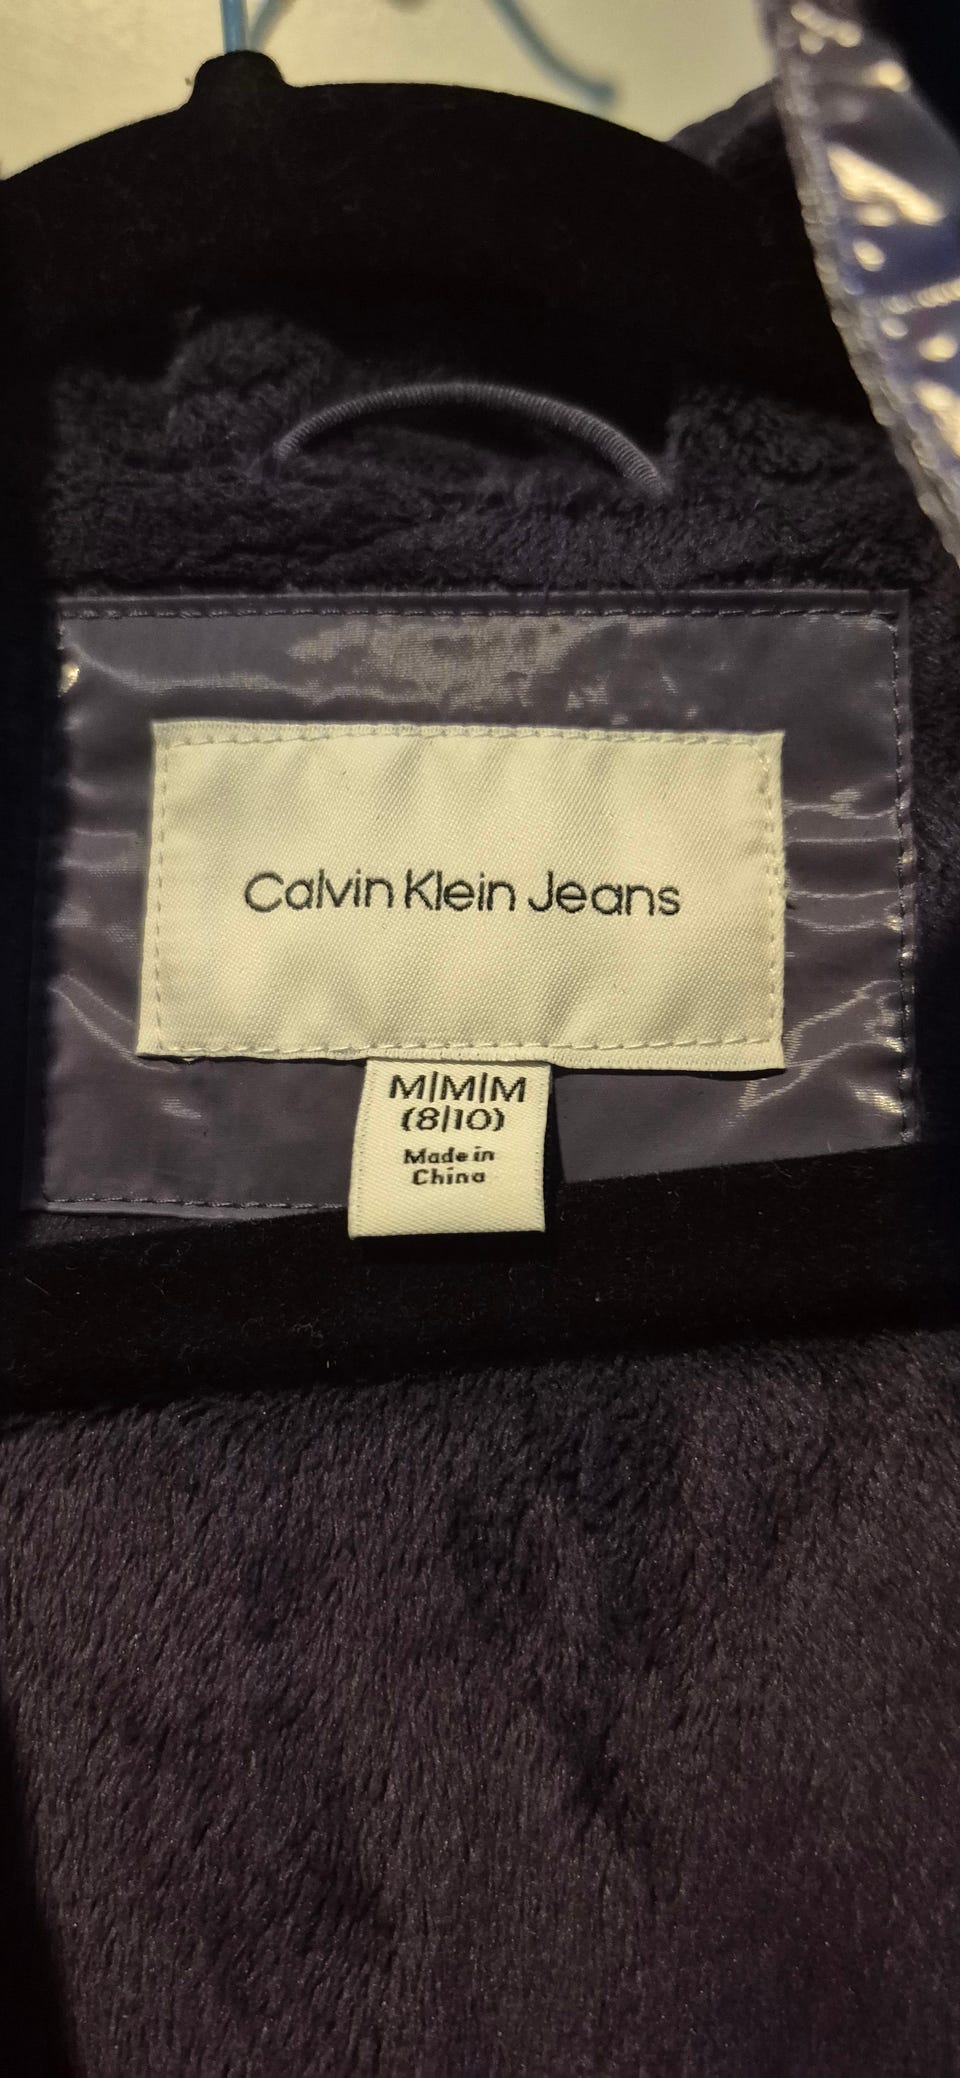 Calvin Klein Jeans
M|M|M
(8|10)
Made in
China